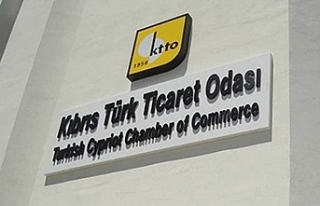 ktto
1958
Kıbrıs Türk Ticaret Odası
Turkish Cypriot Chamber of Commerce